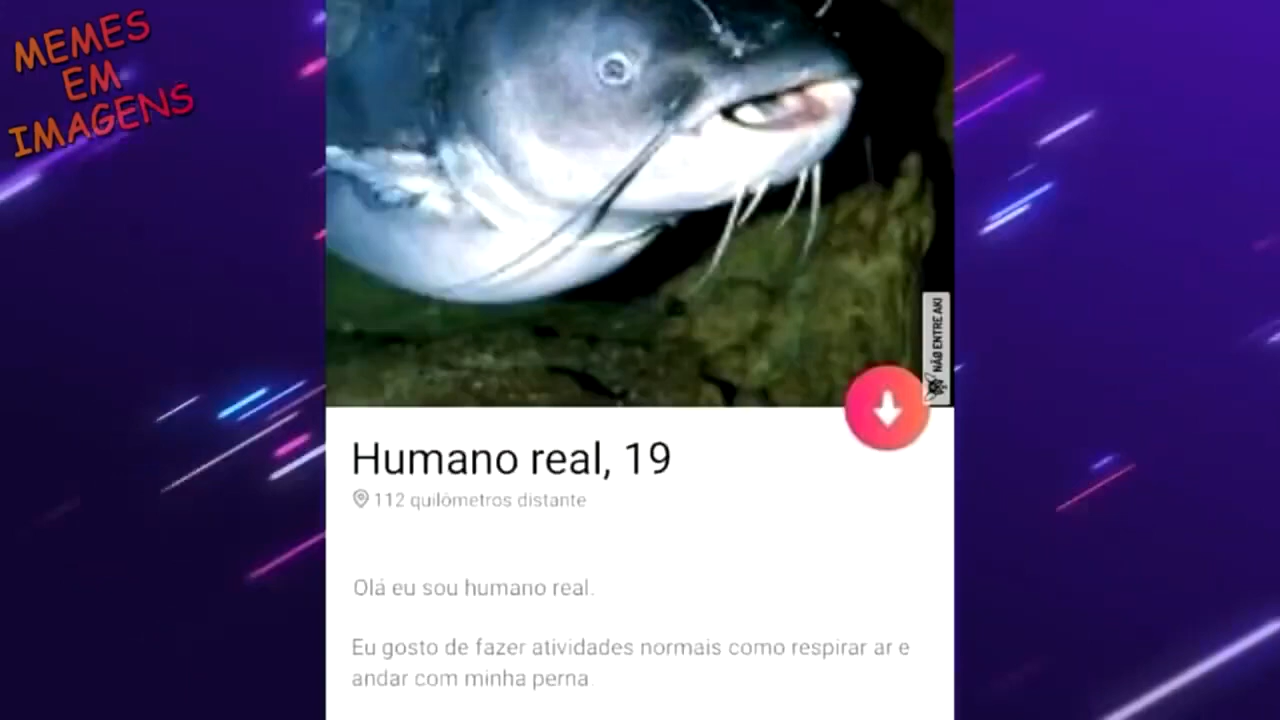 MEMES
EM
IMAGENS
NÃO ENTRE AKI
Humano real, 19
112 quilômetros distante
Olá eu sou humano real.
Eu gosto de fazer atividades normais como respirar ar e
andar com minha perna.